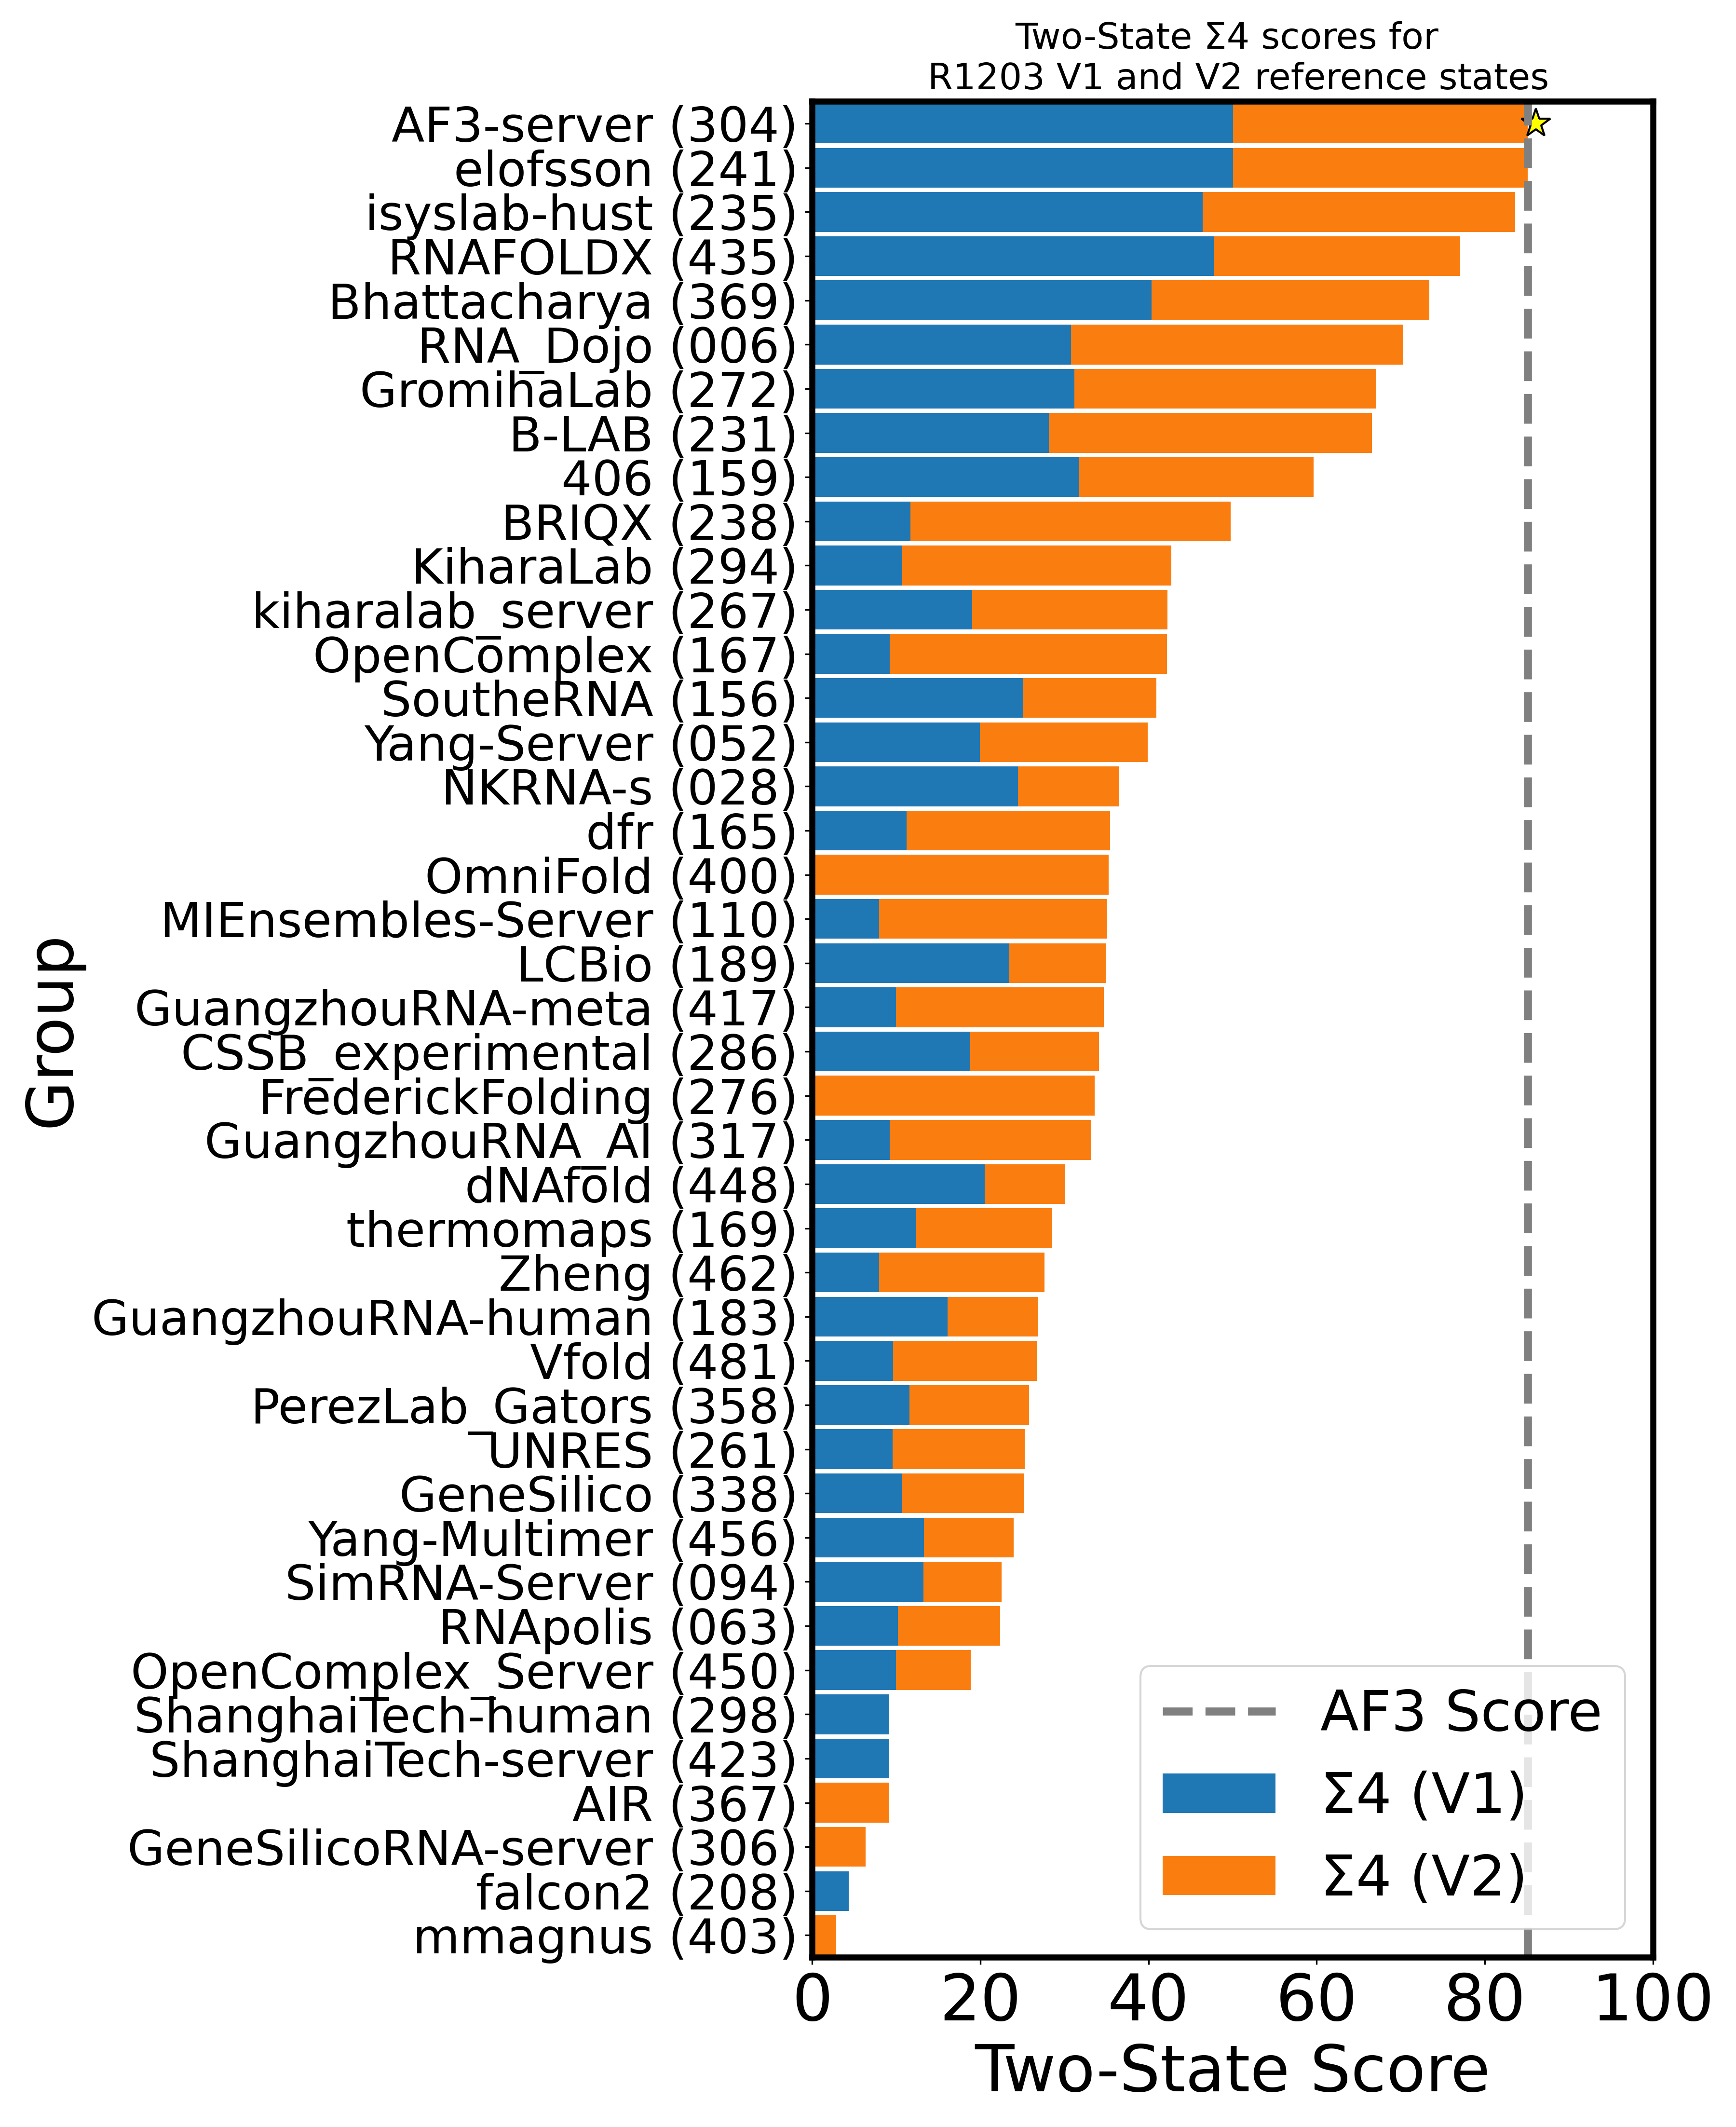 Two-State Σ4 scores for
R1203 V1 and V2 reference states
AF3-server (304)
elofsson (241)
isyslab-hust (235)
RNAFOLDX (435)
Bhattacharya (369)
RNA_Dojo (006)
GromihaLab (272)
B-LAB (231)
406 (159)
BRIQX (238)
KiharaLab (294)
kiharalab_server (267)
OpenComplex (167)
SoutheRNA (156)
Yang-Server (052)
NKRNA-s (028)
dfr (165)
OmniFold (400)
MIEnsembles-Server (110)
LCBio (189)
GuangzhouRNA-meta (417)
CSSB_experimental (286)
FrederickFolding (276)
GuangzhouRNA_AI (317)
dNAfold (448)
thermomaps (169)
Zheng (462)
GuangzhouRNA-human (183)
Vfold (481)
PerezLab_Gators (358)
UNRES (261)
GeneSilico (338)
Yang-Multimer (456)
SimRNA-Server (094)
RNApolis (063)
OpenComplex_Server (450)
ShanghaiTech-human (298)
ShanghaiTech-server (423)
AIR (367)
GeneSilicoRNA-server (306)
falcon2 (208)
mmagnus (403)
Group
AF3 Score
Σ4 (V1)
Σ4 (V2)
0 20 40 60 80 100
Two-State Score